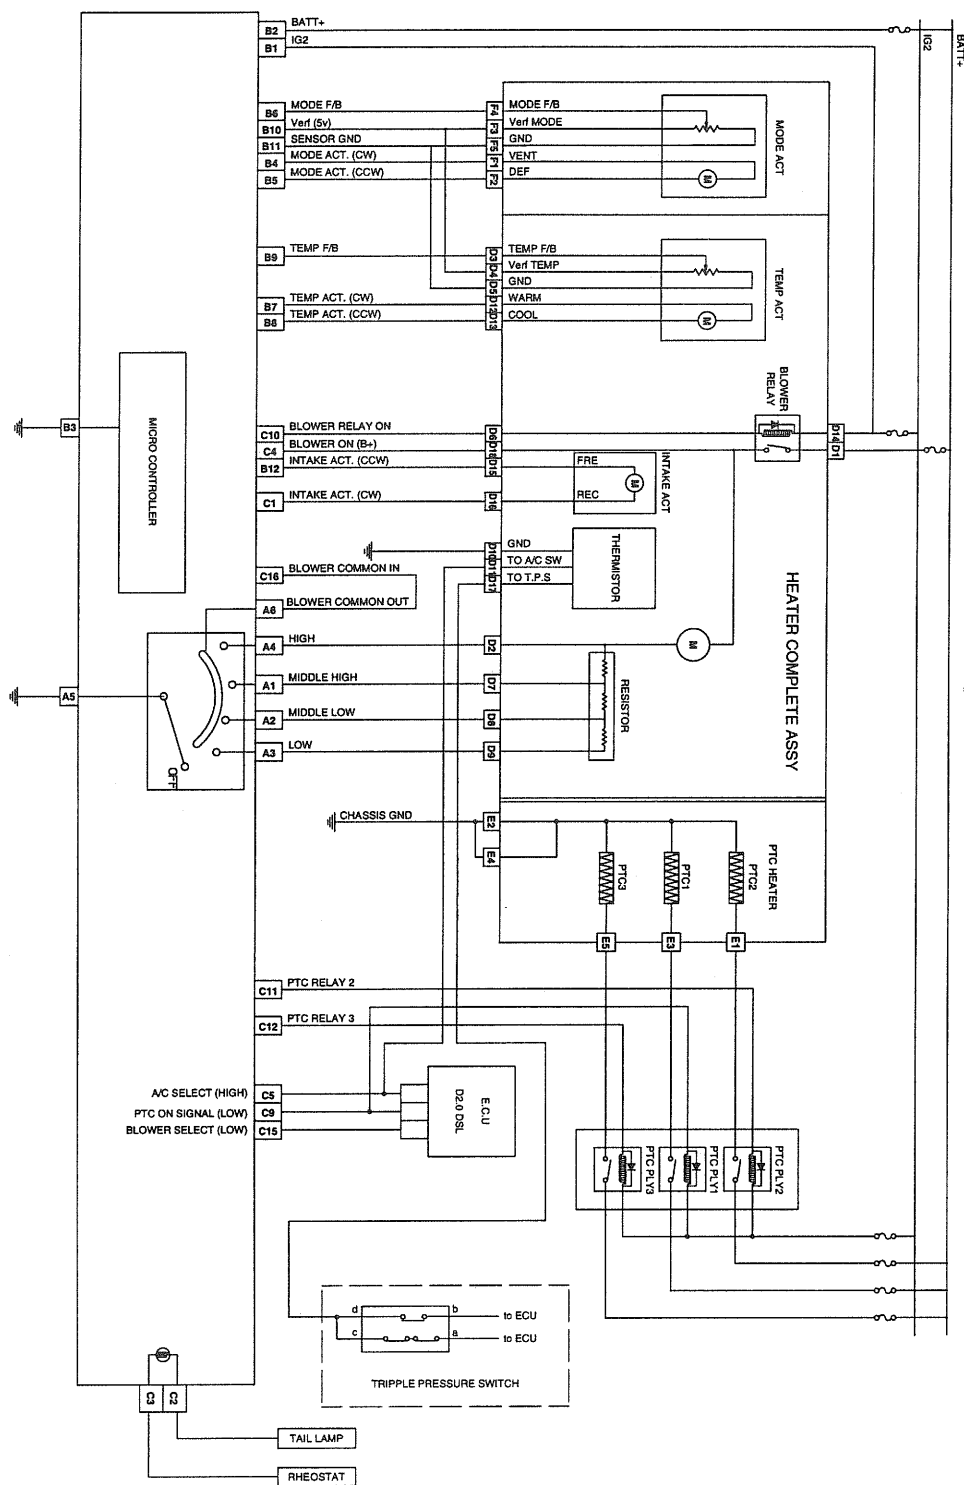 B2 BATT+
B1 IG2
IG2
BATT+
B6 MODE F/B F4 MODE F/B
B10 Verf (5v) F3 Verf MODE
B11 SENSOR GND F5 GND
B4 MODE ACT. (CW) F1 VENT
B5 MODE ACT. (CCW) F2 DEF
M
MODE ACT
B9 TEMP F/B D3 TEMP F/B
D4 Verf TEMP
D5 GND
B7 TEMP ACT. (CW) D12 WARM
B8 TEMP ACT. (CCW) D13 COOL
M
TEMP ACT
BLOWER
RELAY
B3
MICRO CONTROLLER
C10 BLOWER RELAY ON D6
D14
C4 BLOWER ON (B+) D18
D1
B12 INTAKE ACT. (CCW) D15
FRE
M
INTAKE ACT
C1 INTAKE ACT. (CW) D16
REC
D10 GND
D11 TO A/C SW
D17 TO T.P.S
THERMISTOR
HEATER COMPLETE ASSY
C16 BLOWER COMMON IN
A6 BLOWER COMMON OUT
A4 HIGH D2
M
A1 MIDDLE HIGH D7
A2 MIDDLE LOW D8
A3 LOW D9
RESISTOR
A5
OFF
CHASSIS GND E2
E4
PTC3
PTC1
PTC2
PTC HEATER
E5
E3
E1
C11 PTC RELAY 2
C12 PTC RELAY 3
A/C SELECT (HIGH) C5
PTC ON SIGNAL (LOW) C9
BLOWER SELECT (LOW) C15
E.C.U
D2.0 DSL
PTC PLY3
PTC PLY1
PTC PLY2
d b to ECU
c a to ECU
TRIPPLE PRESSURE SWITCH
C3
C2
TAIL LAMP
RHEOSTAT